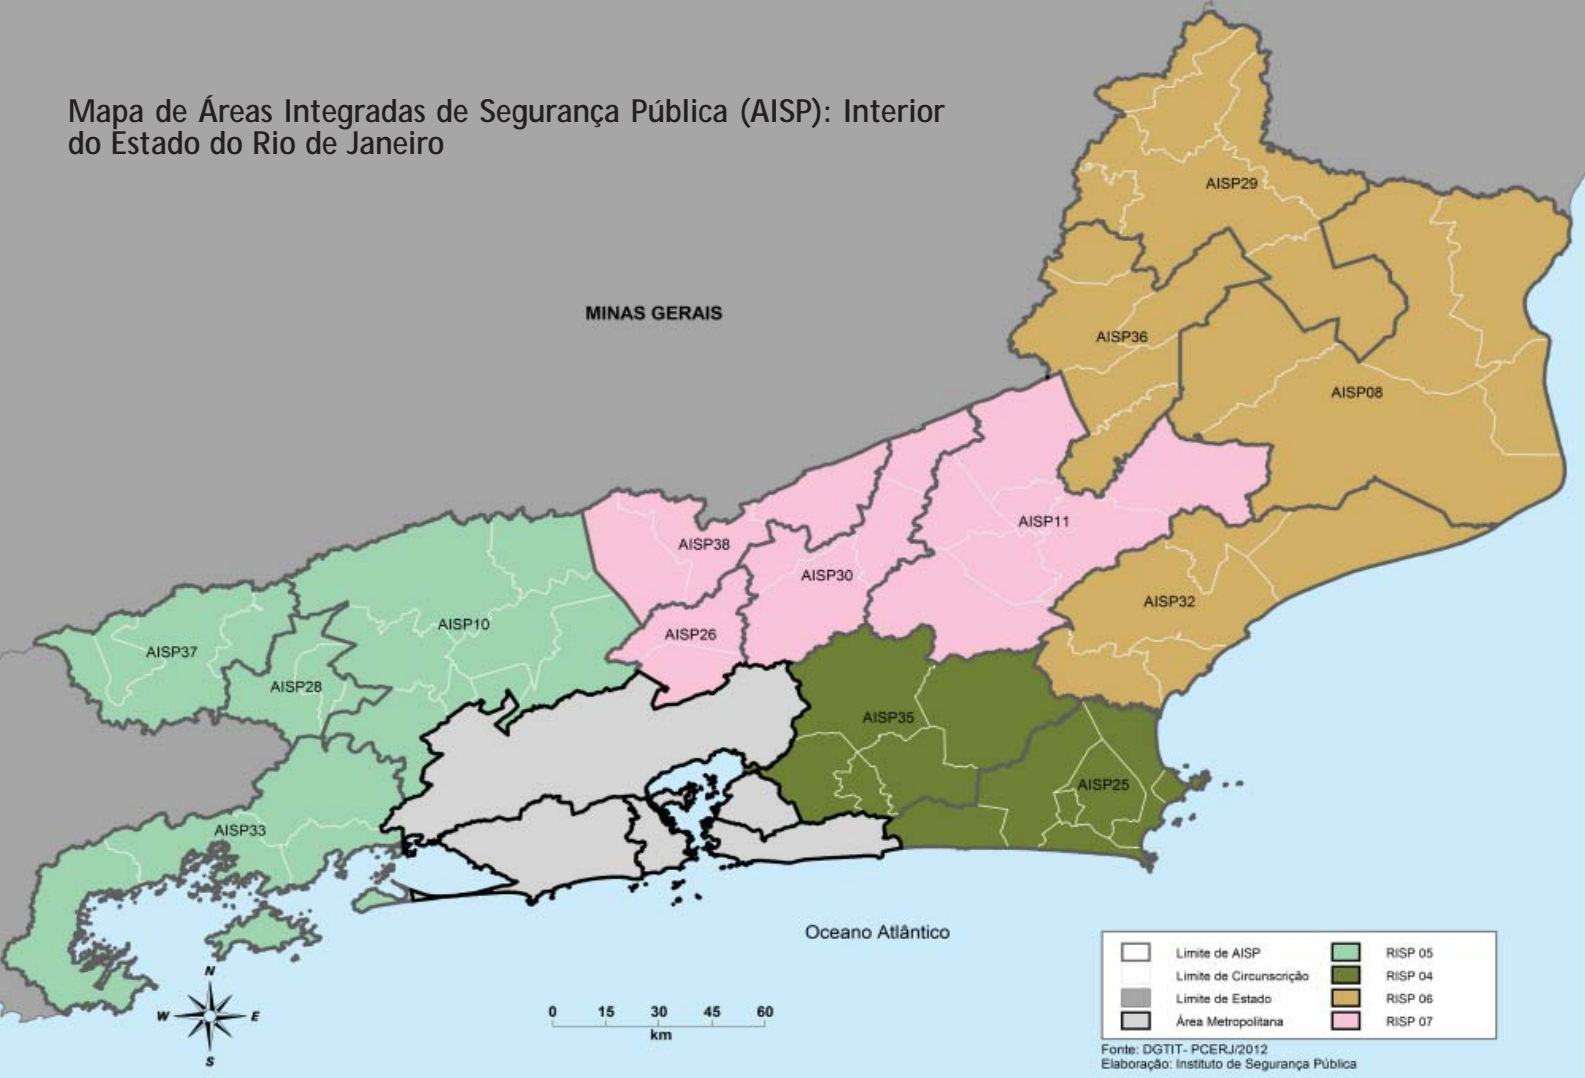 Mapa de Áreas Integradas de Segurança Pública (AISP): Interior
do Estado do Rio de Janeiro
AISP29
MINAS GERAIS
AISP36
AISP08
AISP11
AISP38
AISP30
AISP32
AISP10
AISP26
AISP37
AISP28
AISP35
AISP25
AISP33
Oceano Atlântico
N
W E
S
0 15 30 45 60
km
Limite de AISP
Limite de Circunscrição
Limite de Estado
Área Metropolitana
RISP 05
RISP 04
RISP 06
RISP 07
Fonte: DGTIT- PCERJ/2012
Elaboração: Instituto de Segurança Pública